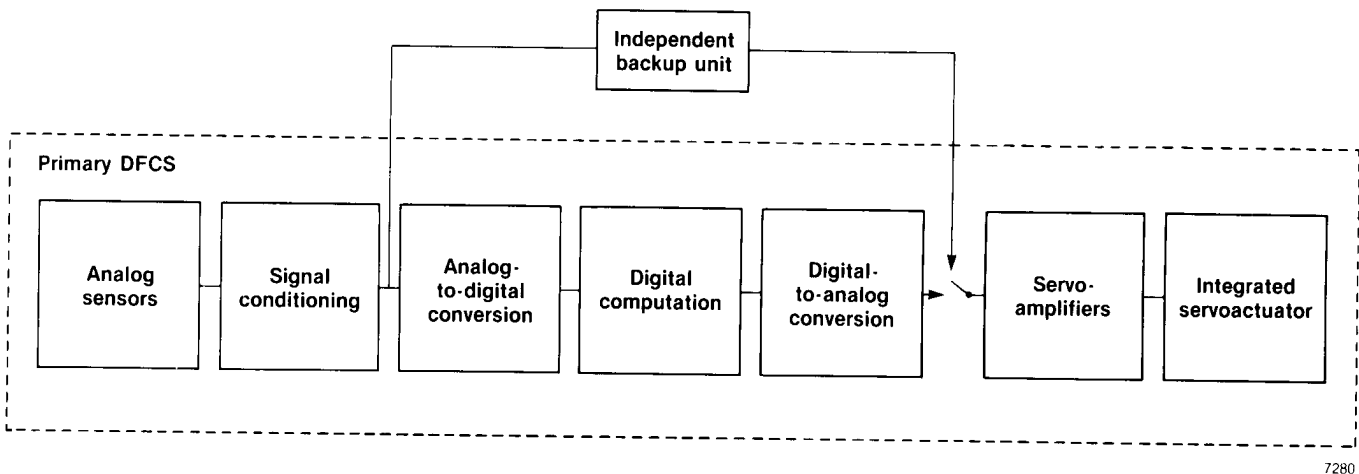 Independent
backup unit
Primary DFCS
Analog
sensors
Signal
conditioning
Analog-
to-digital
conversion
Digital
computation
Digital-
to-analog
conversion
Servo-
amplifiers
Integrated
servoactuator
7280